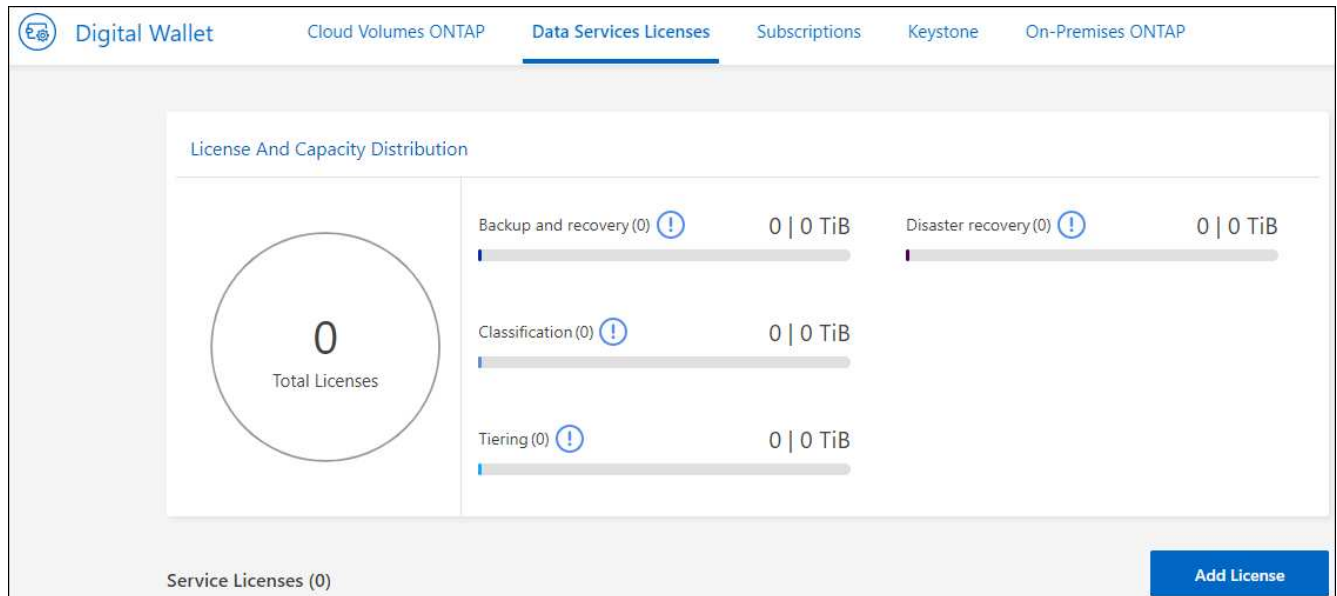 Digital Wallet
Cloud Volumes ONTAP
Data Services Licenses
Subscriptions
Keystone
On-Premises ONTAP
License And Capacity Distribution
0
Total Licenses
Backup and recovery (0)
0 | 0 TiB
Disaster recovery (0)
0 | 0 TiB
Classification (0)
0 | 0 TiB
Tiering (0)
0 | 0 TiB
Service Licenses (0)
Add License